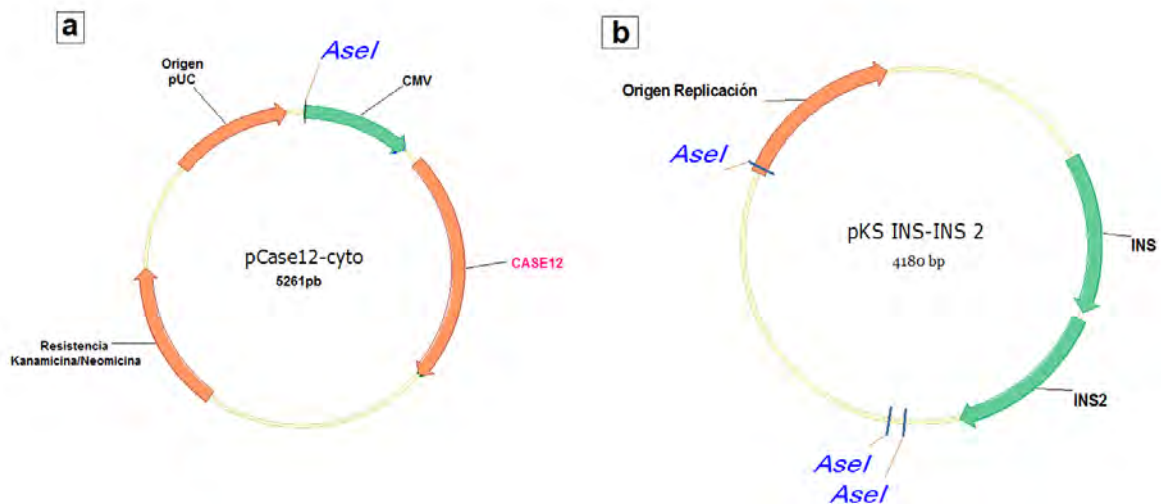 a
AseI
Origen
pUC
CMV
pCase12-cyto
5261pb
CASE12
Resistencia
Kanamicina/Neomicina
b
Origen Replicación
AseI
pKS INS-INS 2
4180 bp
INS
INS2
AseI
AseI